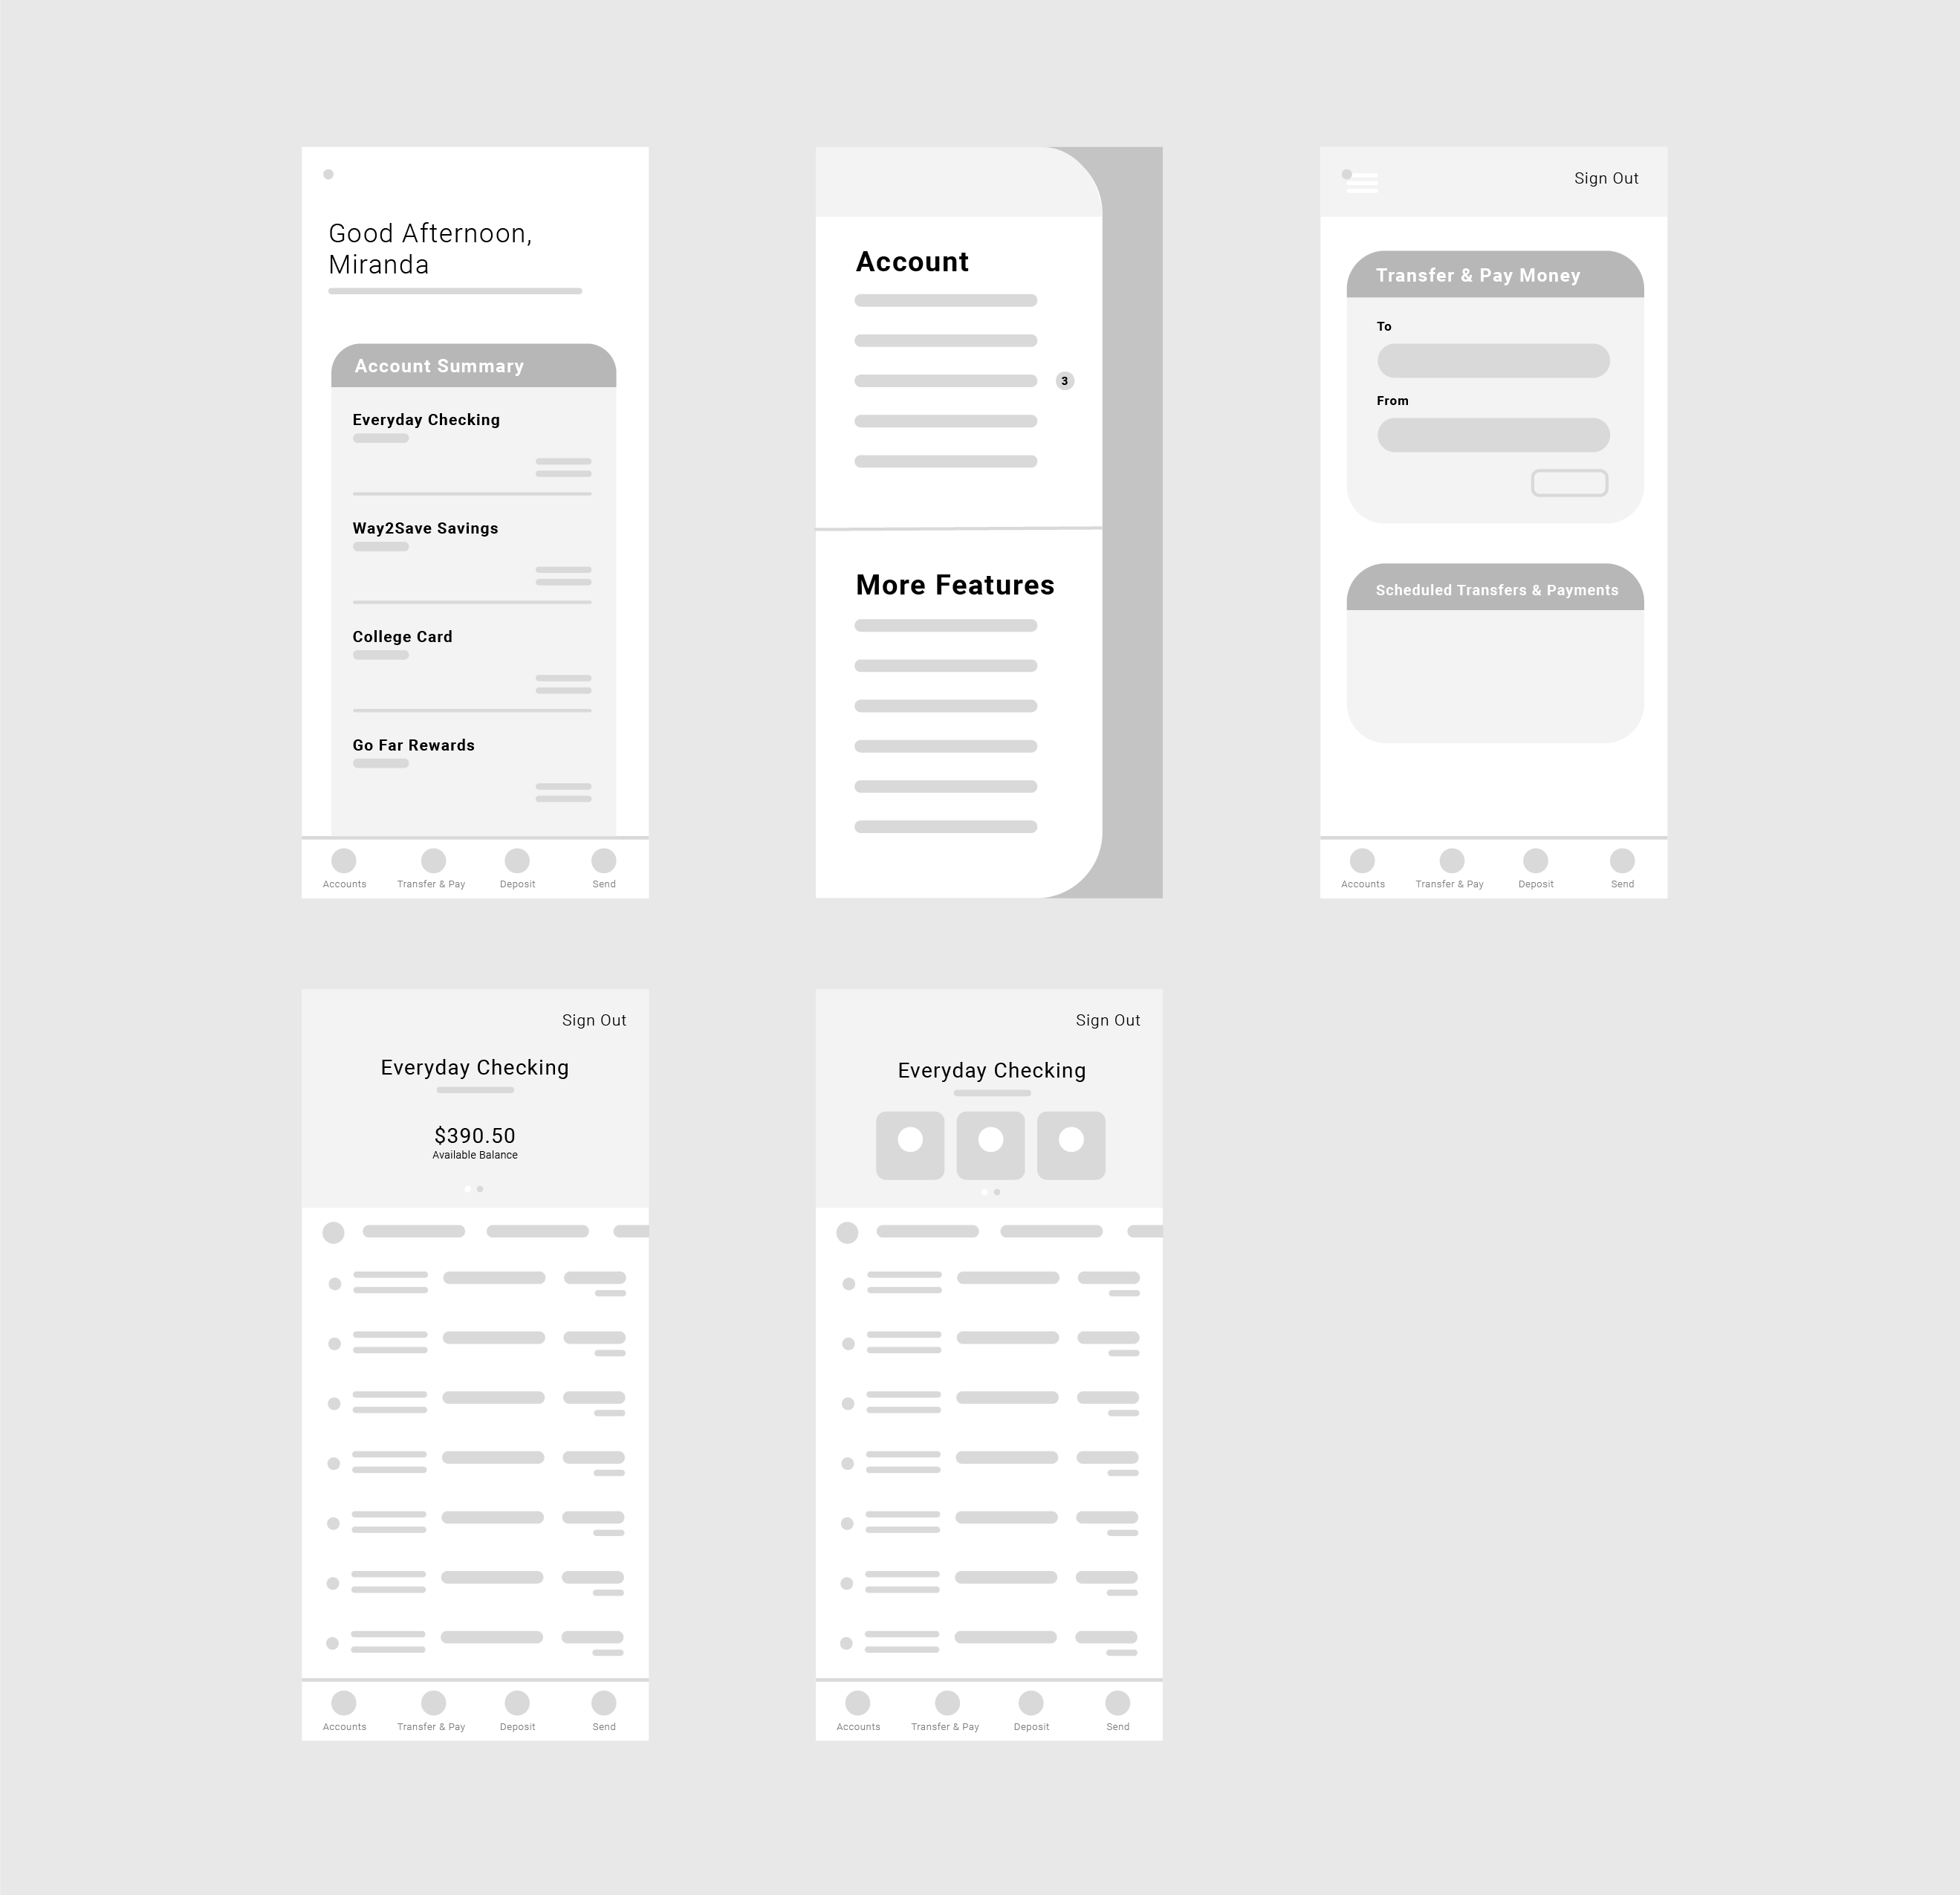 Good Afternoon,
Miranda
Account Summary
Everyday Checking
Way2Save Savings
College Card
Go Far Rewards
Accounts
Transfer & Pay
Deposit
Send
Account
3
More Features
Sign Out
Transfer & Pay Money
To
From
Scheduled Transfers & Payments
Accounts
Transfer & Pay
Deposit
Send
Sign Out
Everyday Checking
$390.50
Available Balance
Accounts
Transfer & Pay
Deposit
Send
Sign Out
Everyday Checking
Accounts
Transfer & Pay
Deposit
Send